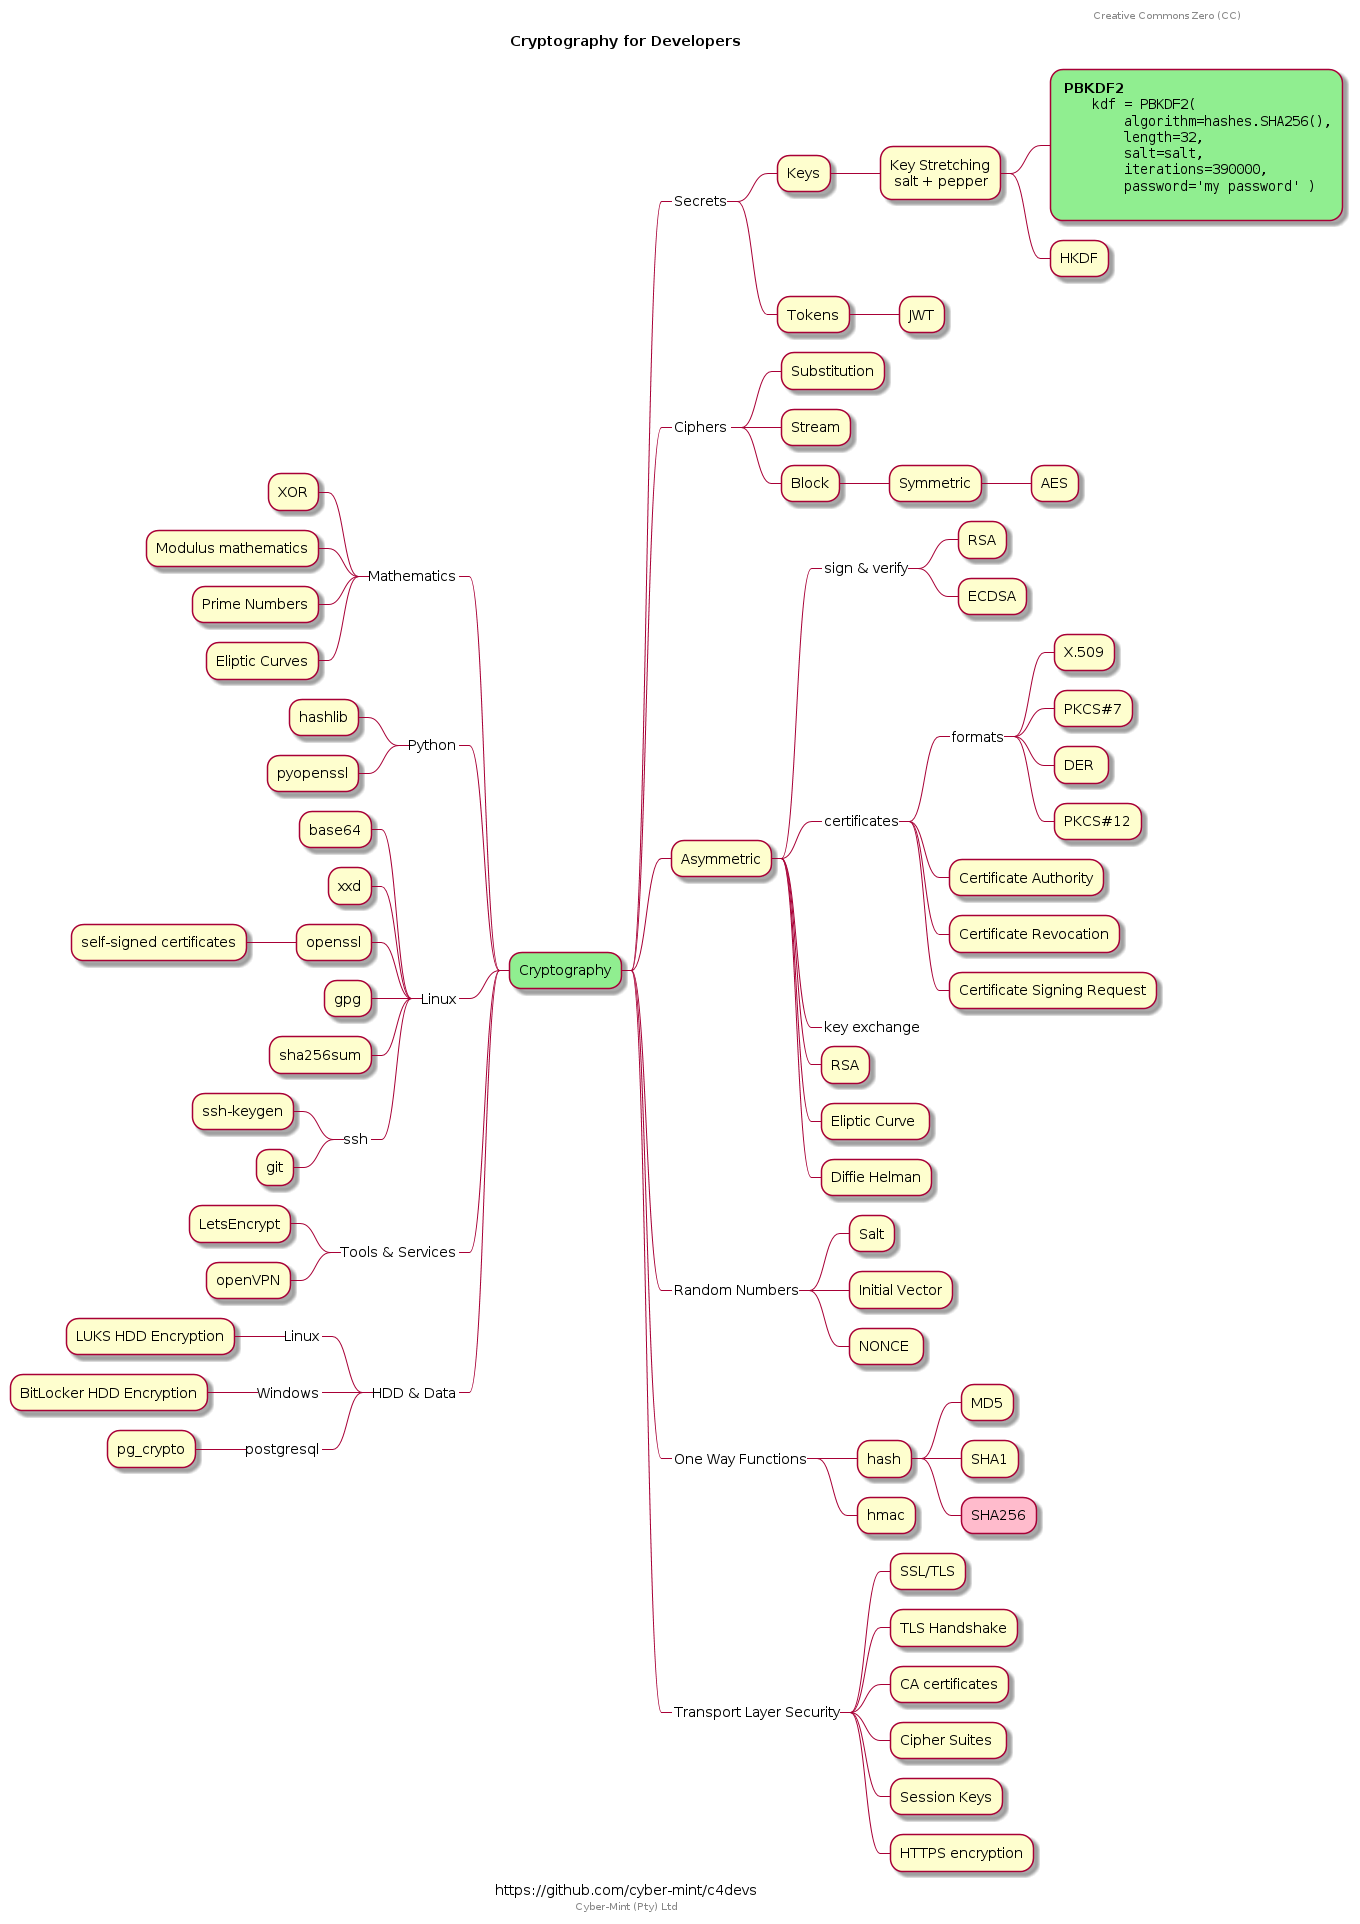 Creative Commons Zero (CC)
Cryptography for Developers
PBKDF2
kdf = PBKDF2(
algorithm=hashes.SHA256(),
length=32,
salt=salt,
iterations=390000,
password='my password' )
Secrets
Keys
Key Stretching
salt + pepper
HKDF
Tokens
JWT
Ciphers
Substitution
Stream
Block
Symmetric
AES
Asymmetric
sign & verify
RSA
ECDSA
certificates
formats
X.509
PKCS#7
DER
PKCS#12
Certificate Authority
Certificate Revocation
Certificate Signing Request
key exchange
RSA
Eliptic Curve
Diffie Helman
Random Numbers
Salt
Initial Vector
NONCE
One Way Functions
hash
MD5
SHA1
SHA256
hmac
Transport Layer Security
SSL/TLS
TLS Handshake
CA certificates
Cipher Suites
Session Keys
HTTPS encryption
Cryptography
Mathematics
XOR
Modulus mathematics
Prime Numbers
Eliptic Curves
Python
hashlib
pyopenssl
Linux
base64
xxd
openssl
self-signed certificates
gpg
sha256sum
ssh
ssh-keygen
git
Tools & Services
LetsEncrypt
openVPN
HDD & Data
Linux
LUKS HDD Encryption
Windows
BitLocker HDD Encryption
postgresql
pg_crypto
https://github.com/cyber-mint/c4devs
Cyber-Mint (Pty) Ltd